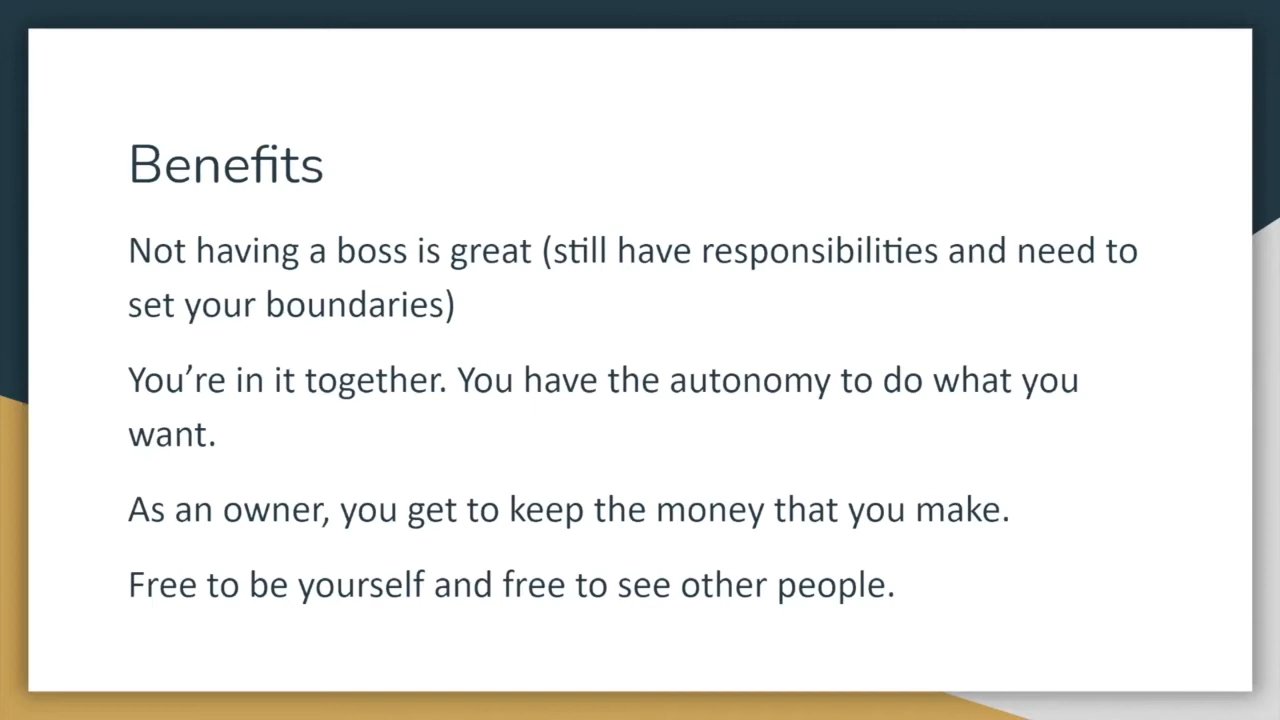 Benefits
Not having a boss is great (still have responsibilities and need to
set your boundaries)
You’re in it together. You have the autonomy to do what you
want.
As an owner, you get to keep the money that you make.
Free to be yourself and free to see other people.